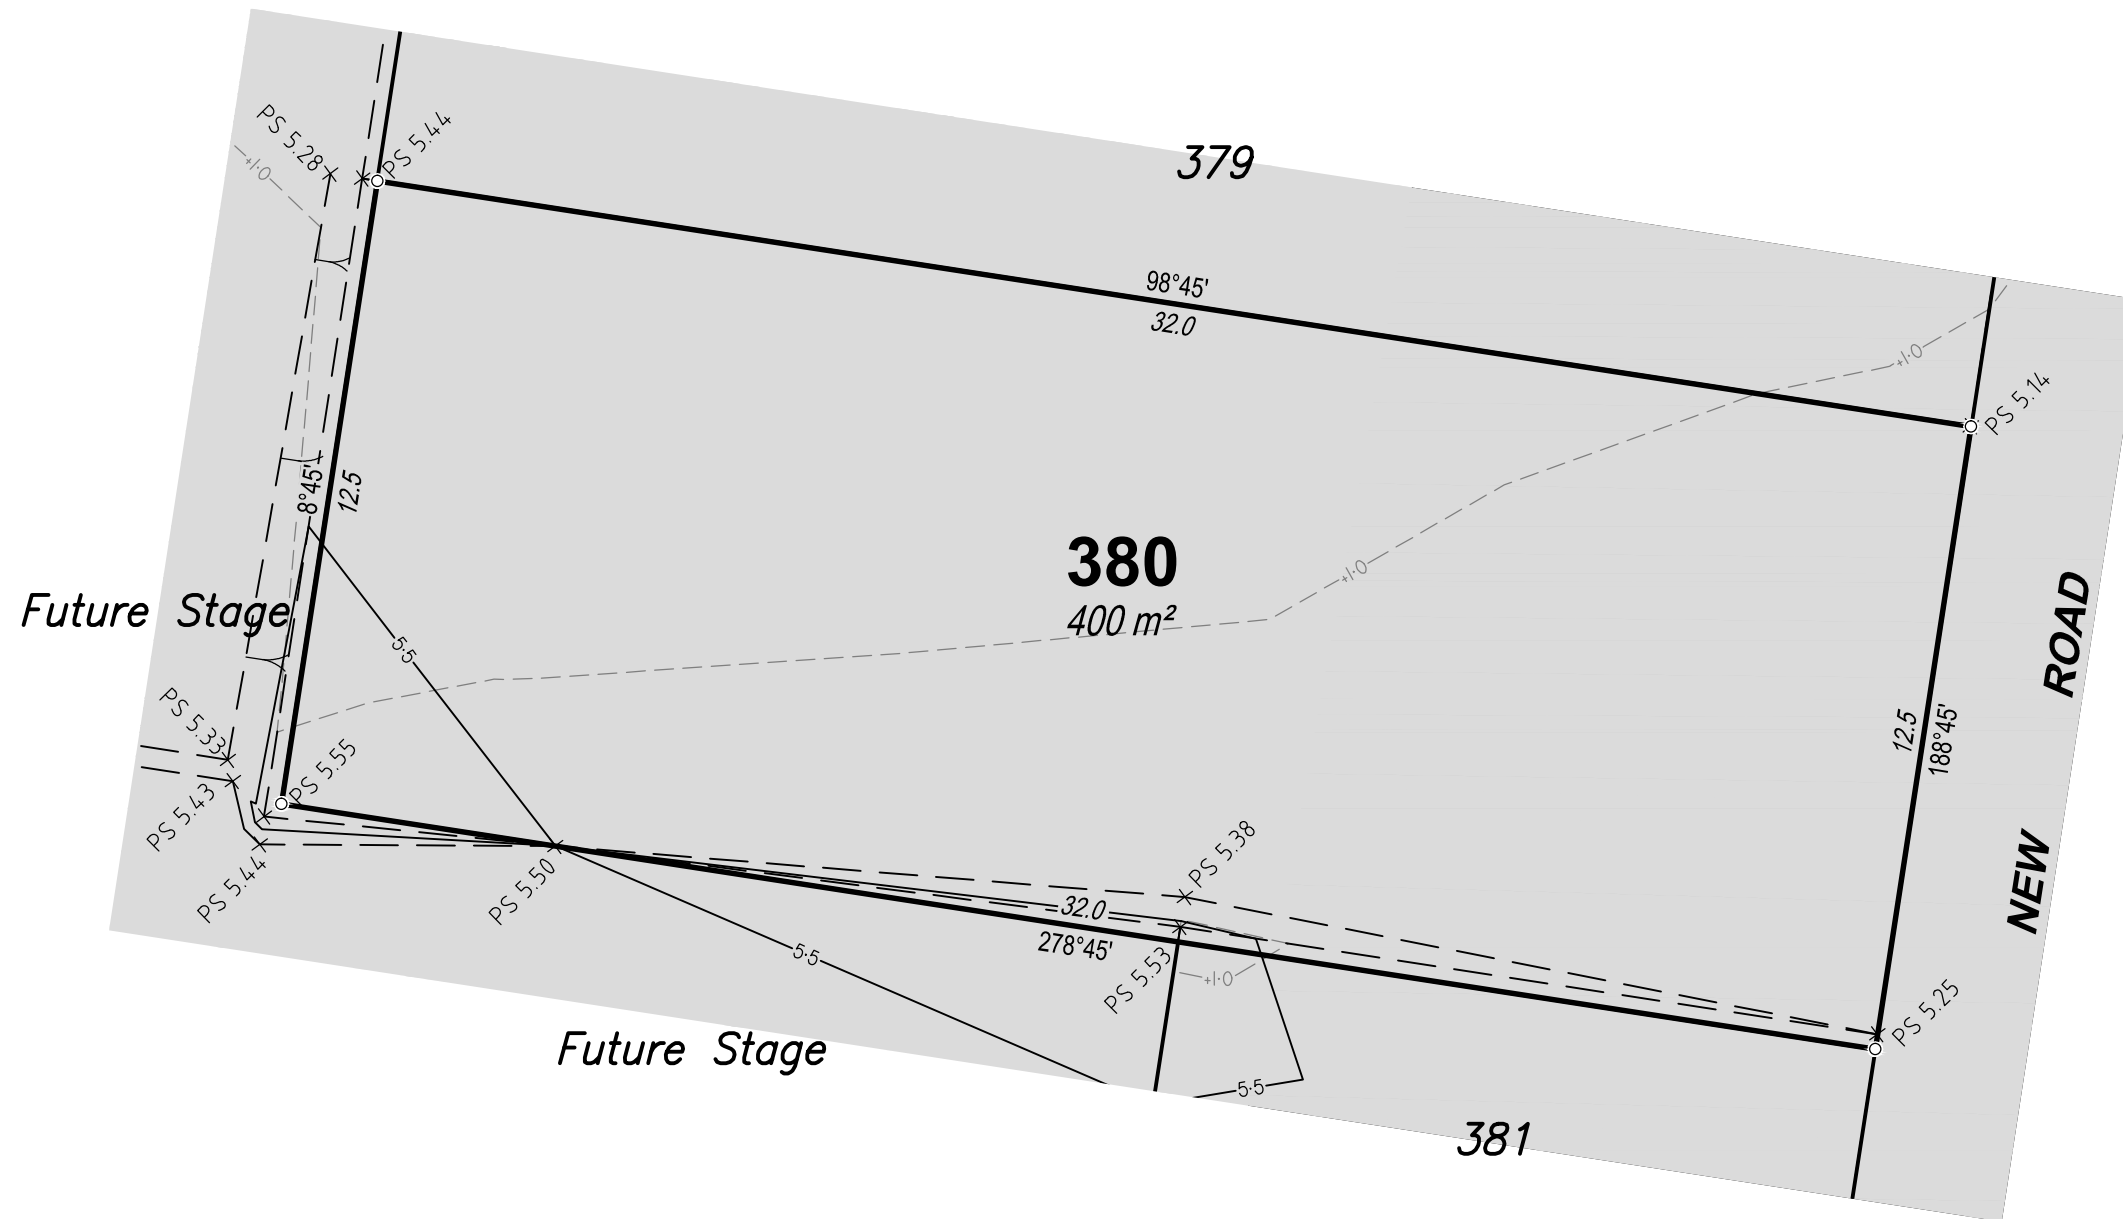 PS 5.28
PS 5.44
+1·0
379
98°45'
32.0
+1·0
PS 5.14
8°45'
12.5
380
400 m²
+1·0
Future Stage
5·5
ROAD
NEW
12.5
188°45'
PS 5.33
PS 5.55
PS 5.43
PS 5.44
PS 5.50
PS 5.38
32.0
278°45'
5·5
PS 5.53
+1·0
PS 5.25
Future Stage
5·5
381